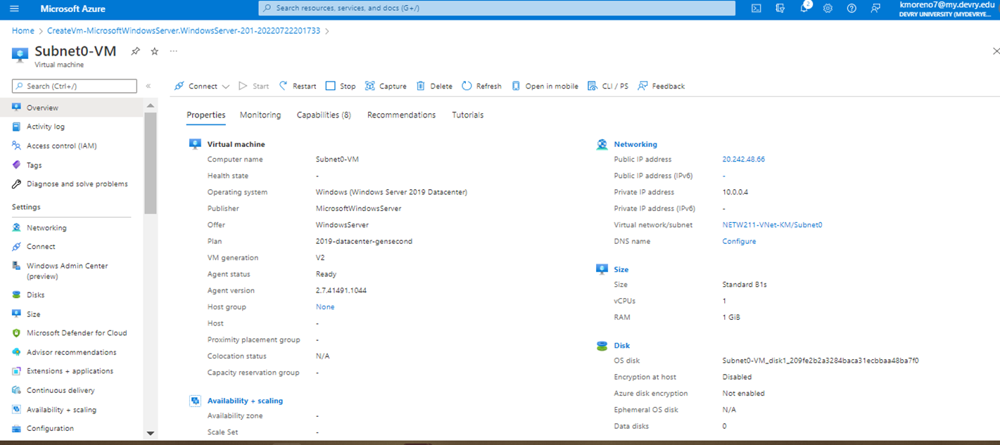 Microsoft Azure
Search resources, services, and docs (G+/)
2
kmoreno7@my.devry.edu
DEVRY UNIVERSITY (MYDEVRYE...
Home > CreateVm-MicrosoftWindowsServer.WindowsServer-201-20220722201733 >
Subnet0-VM
...
Virtual machine
Search (Ctrl+/)
«
Connect
Start
Restart
Stop
Capture
Delete
Refresh
Open in mobile
CLI / PS
Feedback
Overview
Activity log
Access control (IAM)
Tags
Diagnose and solve problems
Settings
Networking
Connect
Windows Admin Center
(preview)
Disks
Size
Microsoft Defender for Cloud
Advisor recommendations
Extensions + applications
Continuous delivery
Availability + scaling
Configuration
Properties
Monitoring
Capabilities (8)
Recommendations
Tutorials
Virtual machine
Computer name Subnet0-VM
Health state -
Operating system Windows (Windows Server 2019 Datacenter)
Publisher MicrosoftWindowsServer
Offer WindowsServer
Plan 2019-datacenter-gensecond
VM generation V2
Agent status Ready
Agent version 2.7.41491.1044
Host group None
Host -
Proximity placement group -
Colocation status N/A
Capacity reservation group -
Availability + scaling
Availability zone -
Scale Set -
Networking
Public IP address 20.242.48.66
Public IP address (IPv6) -
Private IP address 10.0.0.4
Private IP address (IPv6) -
Virtual network/subnet NETW211-VNet-KM/Subnet0
DNS name Configure
Size
Size Standard B1s
vCPUs 1
RAM 1 GiB
Disk
OS disk Subnet0-VM_disk1_209fe2b2a3284baca31ecbbaa48ba7f0
Encryption at host Disabled
Azure disk encryption Not enabled
Ephemeral OS disk N/A
Data disks 0